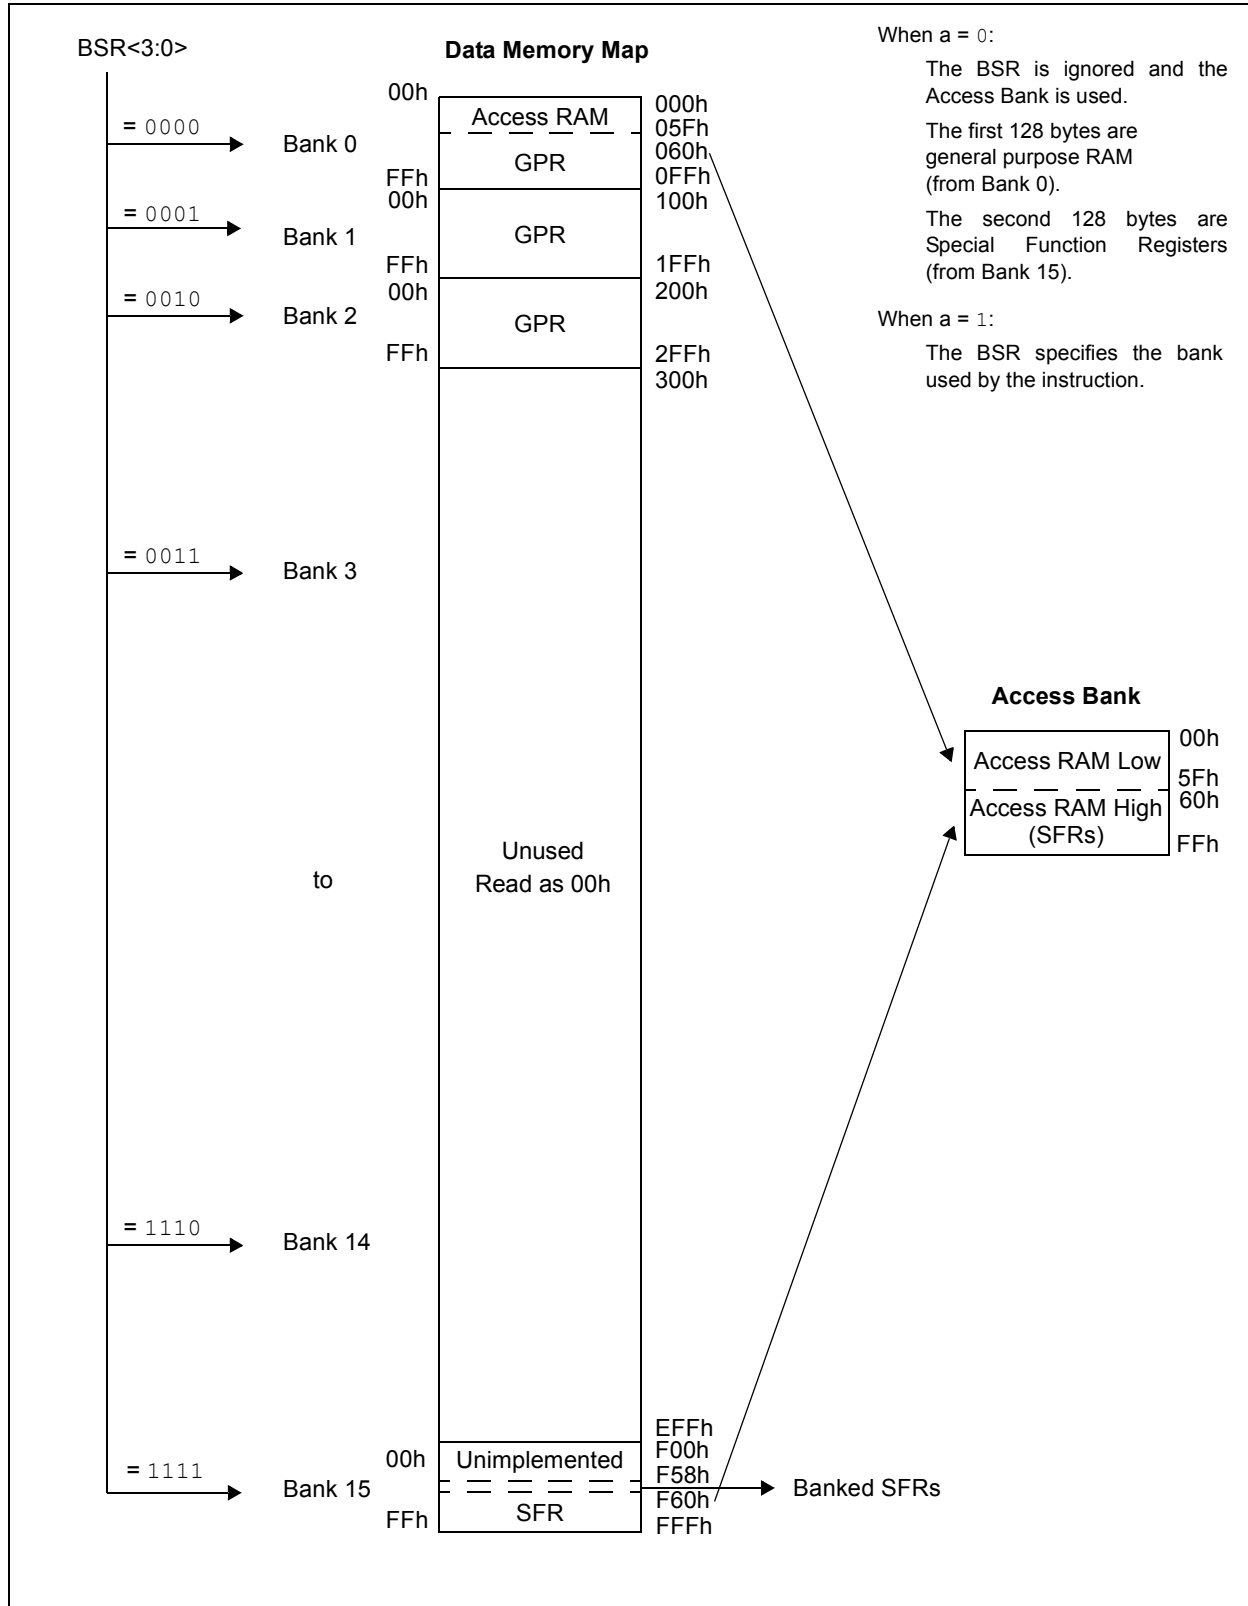 BSR<3:0>
Data Memory Map
When a = 0:
The BSR is ignored and the
Access Bank is used.
The first 128 bytes are
general purpose RAM
(from Bank 0).
The second 128 bytes are
Special Function Registers
(from Bank 15).
When a = 1:
The BSR specifies the bank
used by the instruction.
= 0000
Bank 0
00h
Access RAM
000h
05Fh
060h
GPR
FFh
0FFh
= 0001
Bank 1
00h
100h
GPR
FFh
1FFh
= 0010
Bank 2
00h
200h
GPR
FFh
2FFh
300h
= 0011
Bank 3
to
Unused
Read as 00h
Access Bank
Access RAM Low
00h
5Fh
Access RAM High
(SFRs)
60h
FFh
= 1110
Bank 14
= 1111
Bank 15
EFFh
00h
Unimplemented
F00h
F58h
Banked SFRs
F60h
SFR
FFh
FFFh